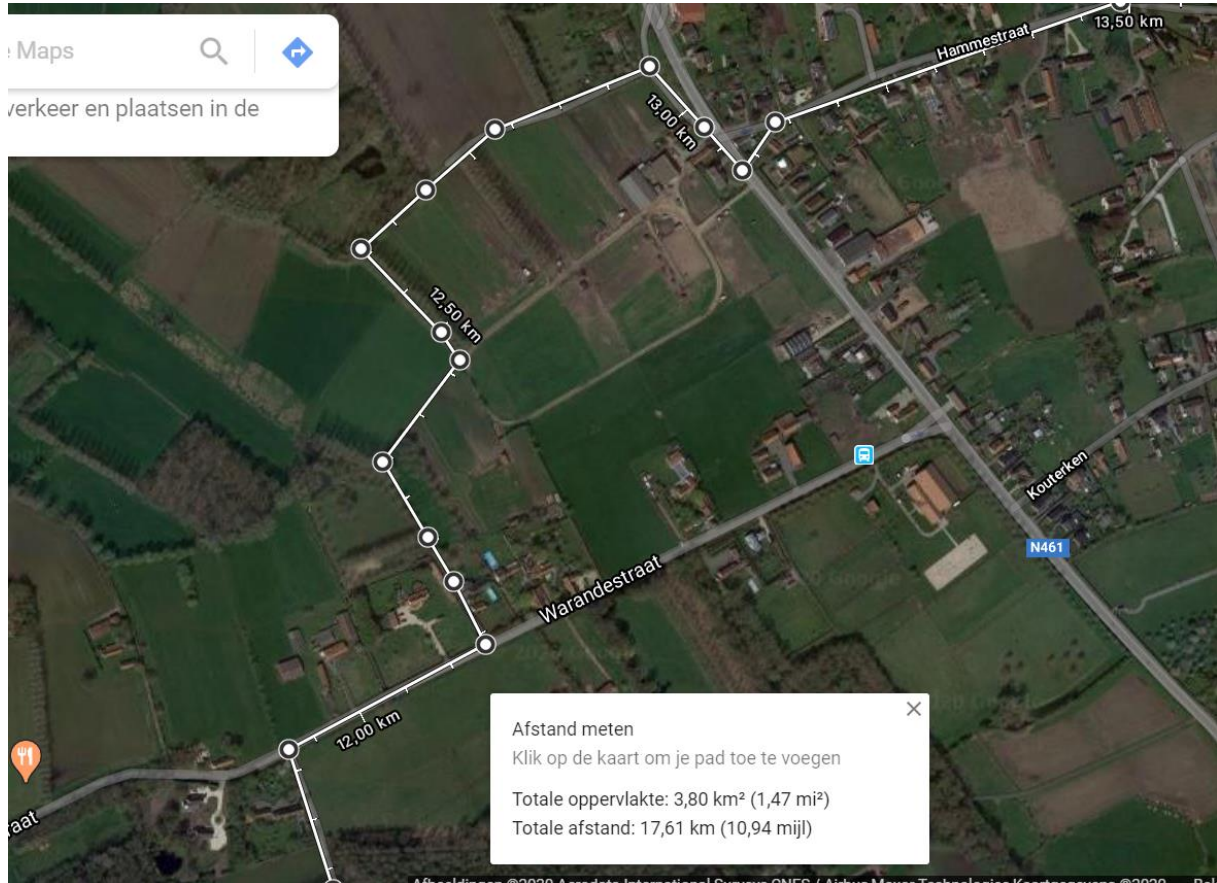 Maps
verkeer en plaatsen in de
13,50 km
Hammestraat
13,00 km
12,50 km
Kouterken
N461
Warandestraat
12,00 km
raat
Afstand meten
Klik op de kaart om je pad toe te voegen
Totale oppervlakte: 3,80 km² (1,47 mi²)
Totale afstand: 17,61 km (10,94 mijl)